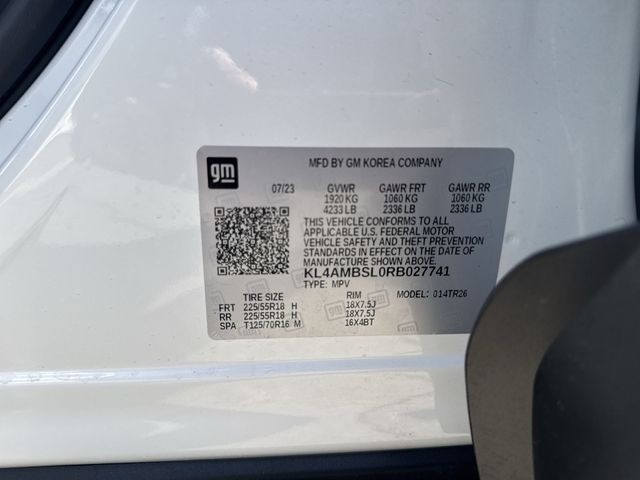 gm
MFD BY GM KOREA COMPANY
07/23 GVWR GAWR FRT GAWR RR
1920 KG 1060 KG 1060 KG
4233 LB 2336 LB 2336 LB
THIS VEHICLE CONFORMS TO ALL
APPLICABLE U.S. FEDERAL MOTOR
VEHICLE SAFETY AND THEFT PREVENTION
STANDARDS IN EFFECT ON THE DATE OF
MANUFACTURE SHOWN ABOVE.
KL4AMBSL0RB027741
TYPE: MPV
TIRE SIZE RIM MODEL: 014TR26
FRT 225/55R18 H 18X7.5J
RR 225/55R18 H 18X7.5J
SPA T125/70R16 M 16X4BT